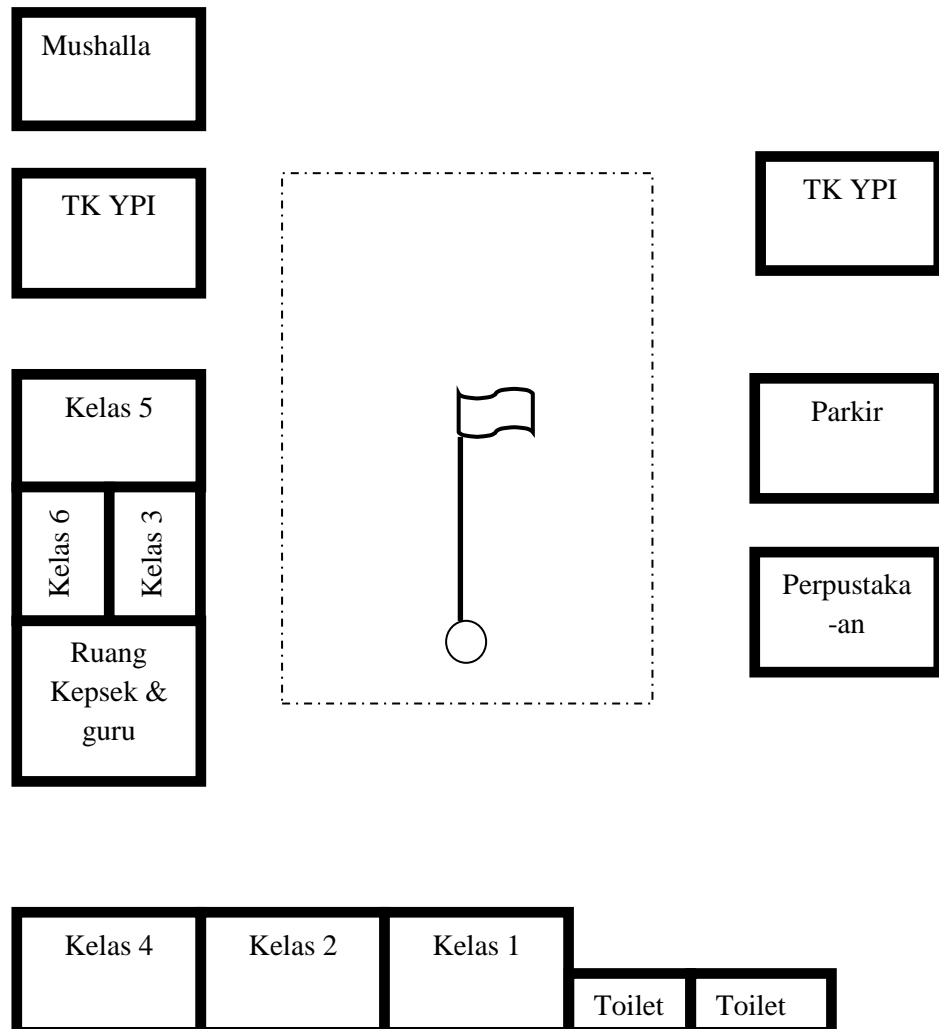 Mushalla
TK YPI
TK YPI
Kelas 5
Parkir
Kelas 6
Kelas 3
Perpustaka
-an
Ruang
Kepsek &
guru
Kelas 4
Kelas 2
Kelas 1
Toilet
Toilet